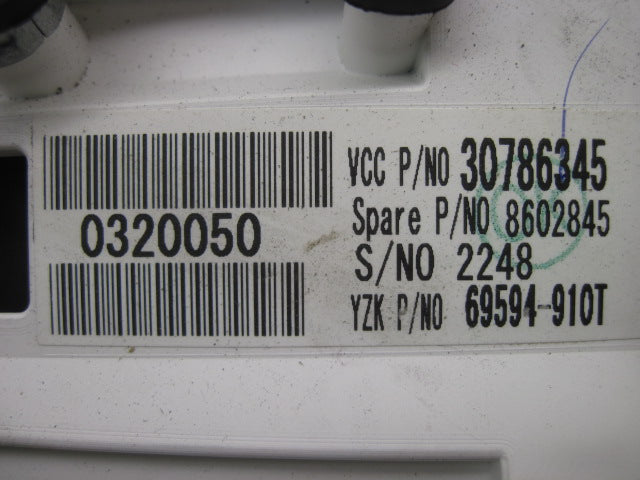 0320050
VCC P/NO 30786345
Spare P/NO 8602845
S/NO 2248
YZK P/NO 69594-910T